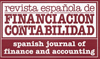 revista española de
FINANCIACIÓN
CONTABILIDAD
spanish journal of
finance and accounting